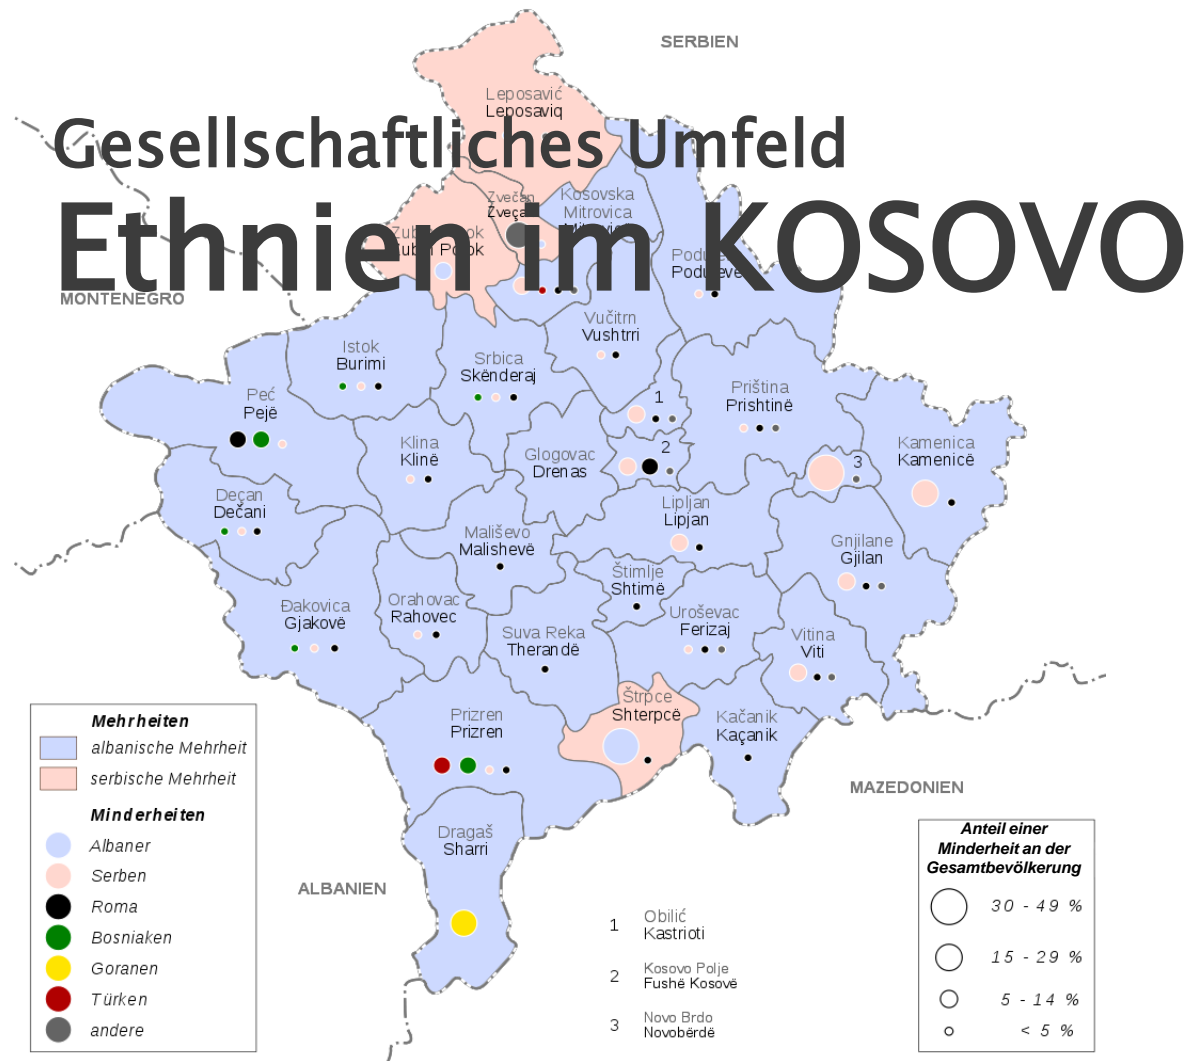 SERBIEN
Leposavić
Leposaviq
Gesellschaftliches Umfeld
Ethnien im KOSOVO
Zvečan
Kosovska
Mitrovica
MONTENEGRO
Vučitrn
Vushtrri
Istok
Burimi
Srbica
Skënderaj
Peć
Pejë
1
Priština
Prishtinë
Klina
Klinë
Glogovac
Drenas
2
3
Kamenica
Kamenicë
Deçan
Dečani
Lipljan
Lipjan
Mališevo
Malishevë
Gnjilane
Gjilan
Štimlje
Shtimë
Đakovica
Gjakovë
Orahovac
Rahovec
Suva Reka
Therandë
Uroševac
Ferizaj
Vitina
Viti
Štrpce
Shterpcë
Prizren
Prizren
Kačanik
Kaçanik
MAZEDONIEN
Dragaš
Sharri
ALBANIEN
Mehrheiten
albanische Mehrheit
serbische Mehrheit
Minderheiten
Albaner
Serben
Roma
Bosniaken
Goranen
Türken
andere
1 Obilić
Kastrioti
2 Kosovo Polje
Fushë Kosovë
3 Novo Brdo
Novobërdë
Anteil einer
Minderheit an der
Gesamtbevölkerung
30 - 49 %
15 - 29 %
5 - 14 %
< 5 %